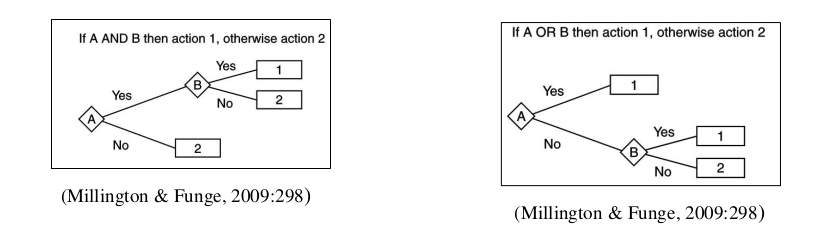 If A AND B then action 1, otherwise action 2
Yes
1
B
Yes
No
2
A
No
2
(Millington & Funge, 2009:298)
If A OR B then action 1, otherwise action 2
Yes
1
A
No
Yes
1
B
No
2
(Millington & Funge, 2009:298)